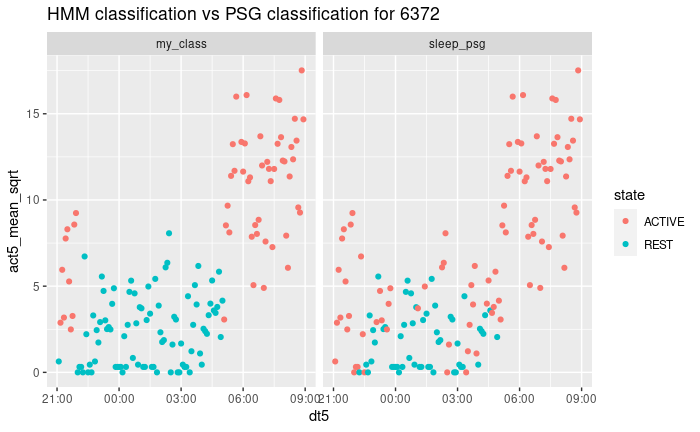 HMM classification vs PSG classification for 6372
my_class
sleep_psg
act5_mean_sqrt
15
10
5
0
21:00
00:00
03:00
06:00
09:00
21:00
00:00
03:00
06:00
09:00
dt5
state
ACTIVE
REST